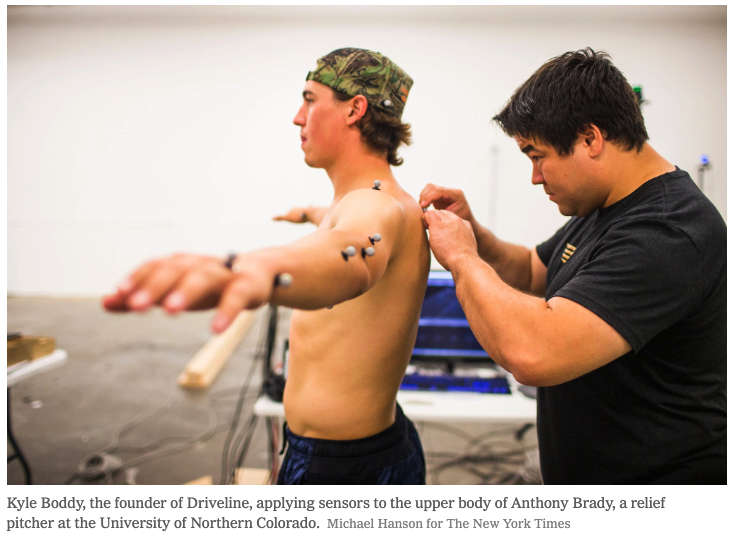 Kyle Boddy, the founder of Driveline, applying sensors to the upper body of Anthony Brady, a relief
pitcher at the University of Northern Colorado. Michael Hanson for The New York Times